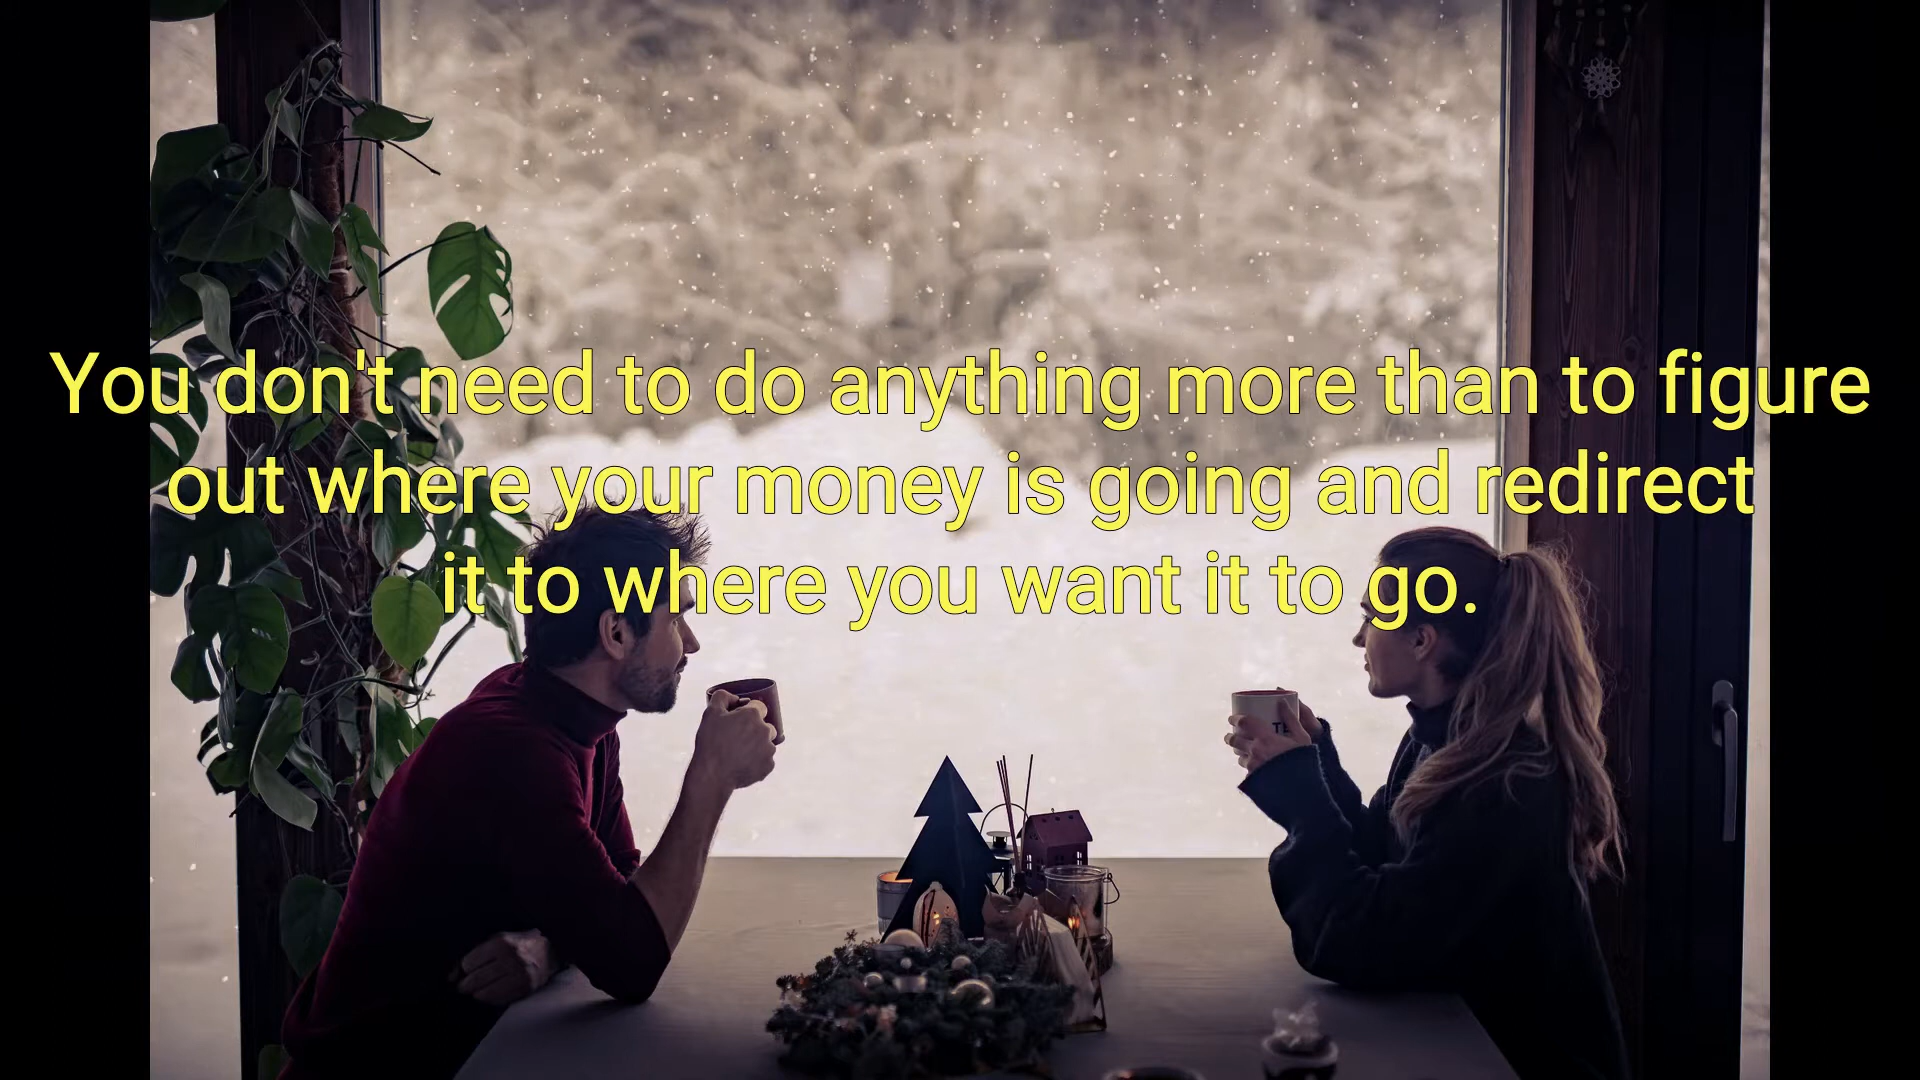 You don't need to do anything more than to figure
out where your money is going and redirect
it to where you want it to go.